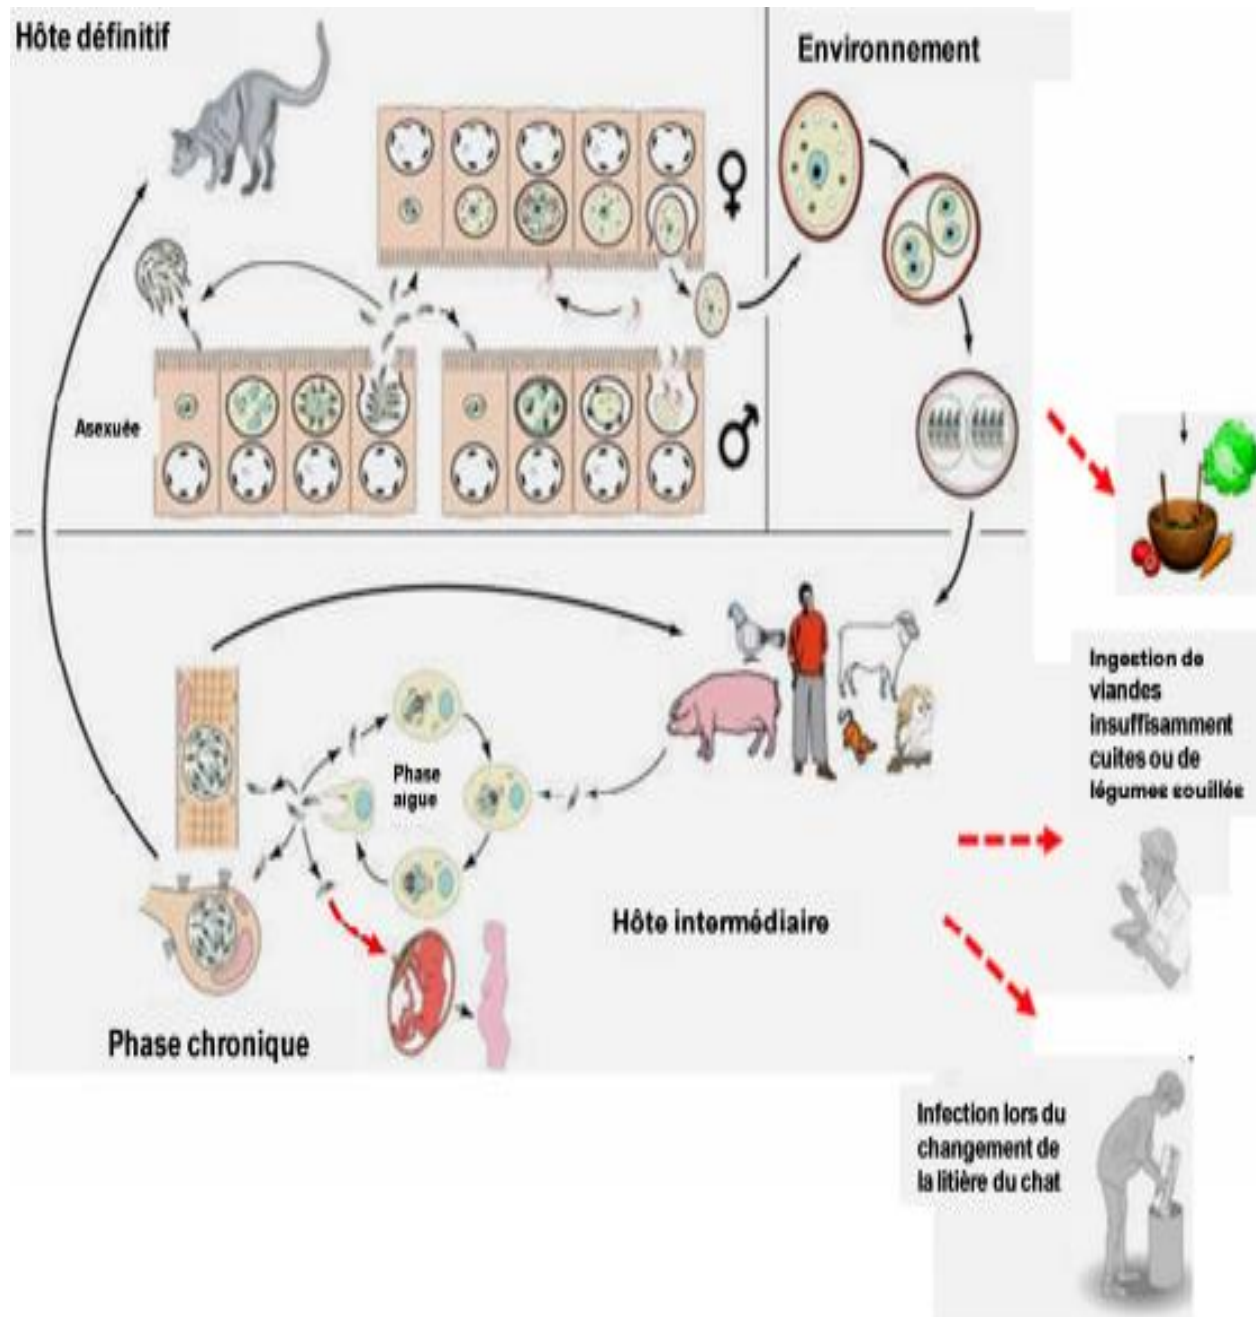 Hôte définitif
Environnement
♀
Asexuée
♂
Ingestion de
viandes
insuffisamment
cuites ou de
légumes souillés
Phase
aigue
Hôte intermédiaire
Phase chronique
Infection lors du
changement de
la litière du chat